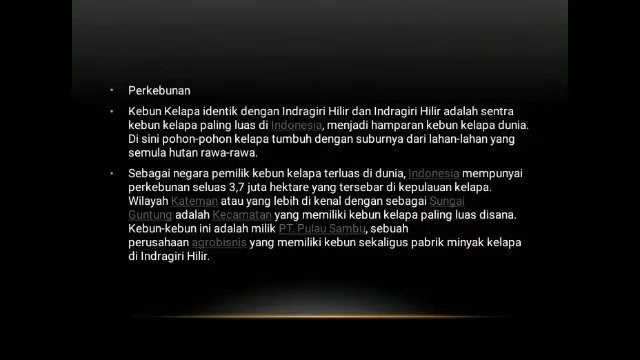 Perkebunan
Kebun Kelapa identik dengan Indragiri Hilir dan Indragiri Hilir adalah sentra
kebun kelapa paling luas di Indonesia, menjadi hamparan kebun kelapa dunia.
Di sini pohon-pohon kelapa tumbuh dengan suburnya dari lahan-lahan yang
semula hutan rawa-rawa.
Sebagai negara pemilik kebun kelapa terluas di dunia, Indonesia mempunyai
perkebunan seluas 3,7 juta hektare yang tersebar di kepulauan kelapa.
Wilayah Kateman atau yang lebih di kenal dengan sebagai Sungai
Guntung adalah Kecamatan yang memiliki kebun kelapa paling luas disana.
Kebun-kebun ini adalah milik PT. Pulau Sambu, sebuah
perusahaan agrobisnis yang memiliki kebun sekaligus pabrik minyak kelapa
di Indragiri Hilir.